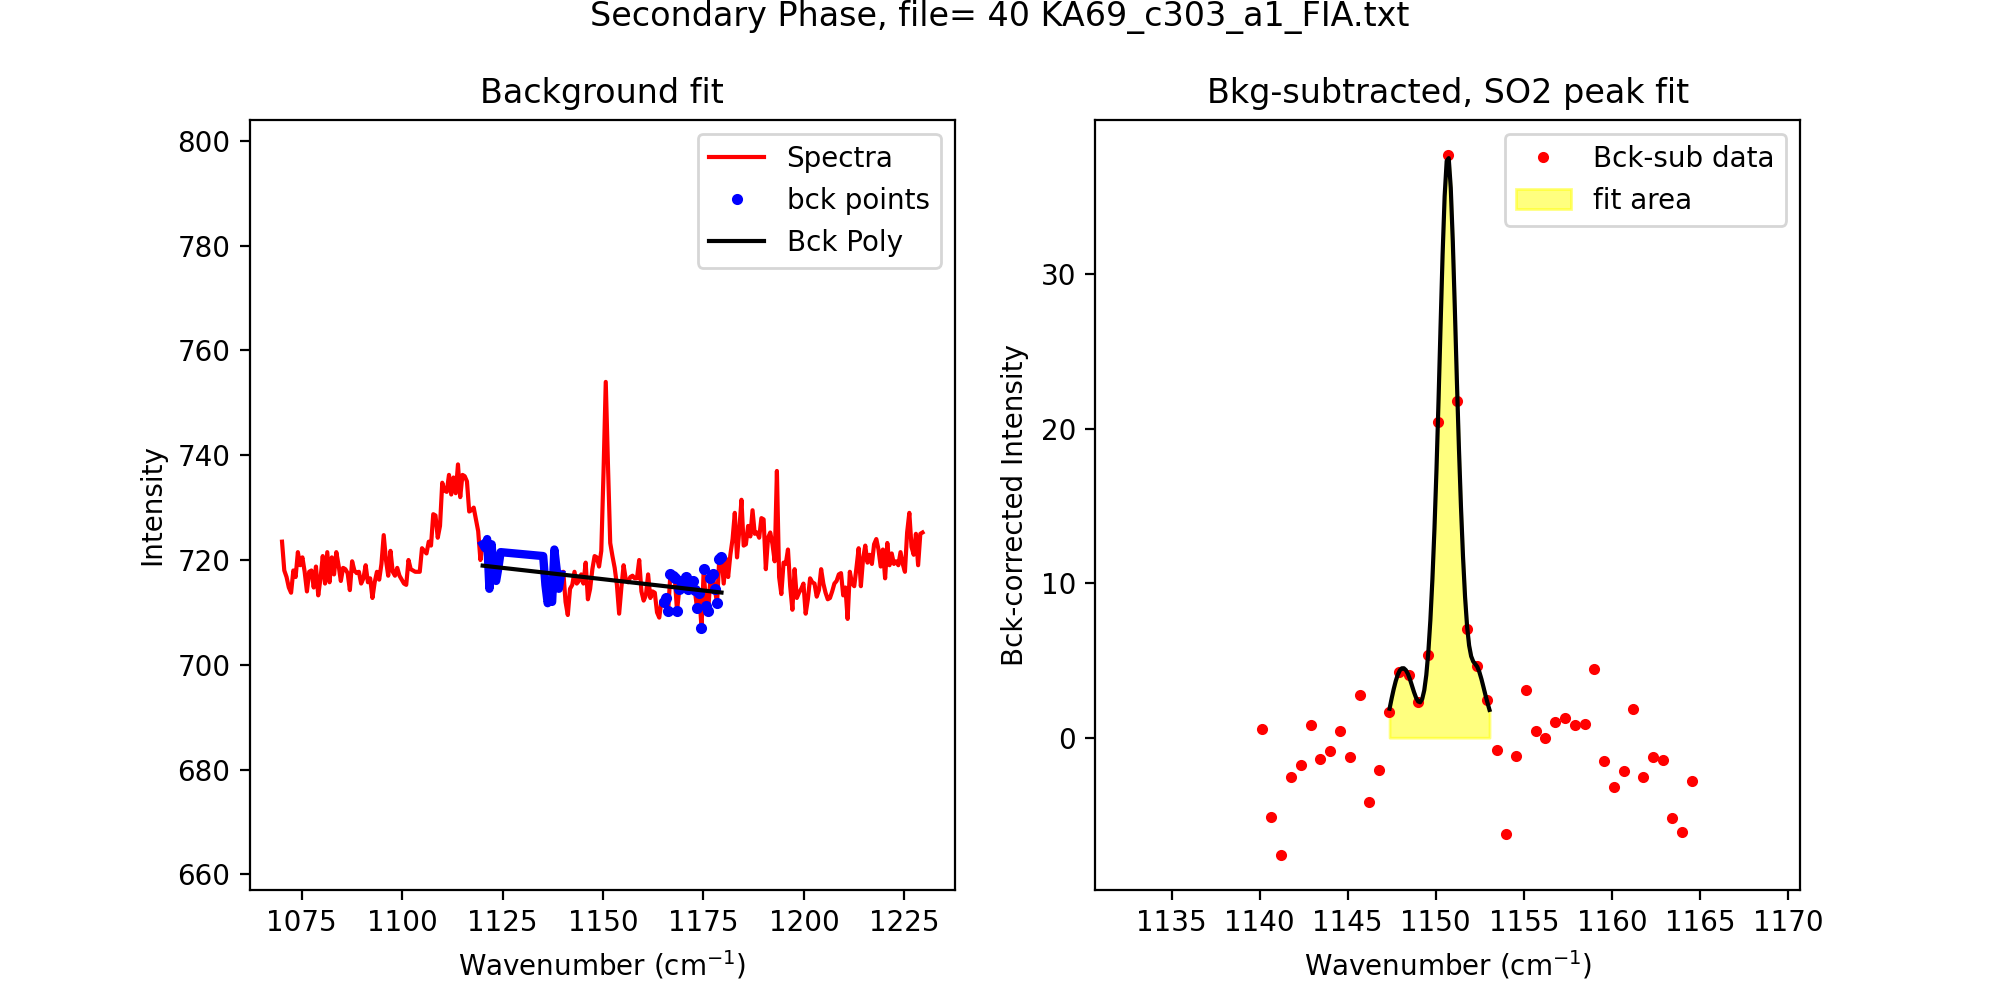 Secondary Phase, file= 40 KA69_c303_a1_FIA.txt
Background fit
800
780
760
740
720
700
680
660
Intensity
Spectra
bck points
Bck Poly
1075 1100 1125 1150 1175 1200 1225
Wavenumber (cm⁻¹)
Bkg-subtracted, SO2 peak fit
30
20
10
0
Bck-corrected Intensity
Bck-sub data
fit area
1135 1140 1145 1150 1155 1160 1165 1170
Wavenumber (cm⁻¹)